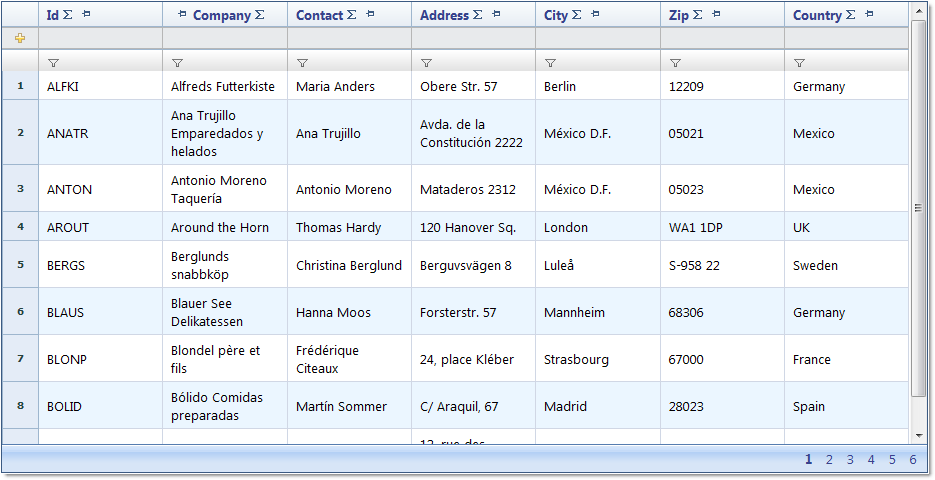 Id Σ Company Σ Contact Σ Address Σ City Σ Zip Σ Country Σ
1 ALFKI Alfreds Futterkiste Maria Anders Obere Str. 57 Berlin 12209 Germany
2 ANATR Ana Trujillo Emparedados y helados Ana Trujillo Avda. de la Constitución 2222 México D.F. 05021 Mexico
3 ANTON Antonio Moreno Taquería Antonio Moreno Mataderos 2312 México D.F. 05023 Mexico
4 AROUT Around the Horn Thomas Hardy 120 Hanover Sq. London WA1 1DP UK
5 BERGS Berglunds snabbköp Christina Berglund Berguvsvägen 8 Luleå S-958 22 Sweden
6 BLAUS Blauer See Delikatessen Hanna Moos Forsterstr. 57 Mannheim 68306 Germany
7 BLONP Blondel père et fils Frédérique Citeaux 24, place Kléber Strasbourg 67000 France
8 BOLID Bólido Comidas preparadas Martín Sommer C/ Araquil, 67 Madrid 28023 Spain
1 2 3 4 5 6